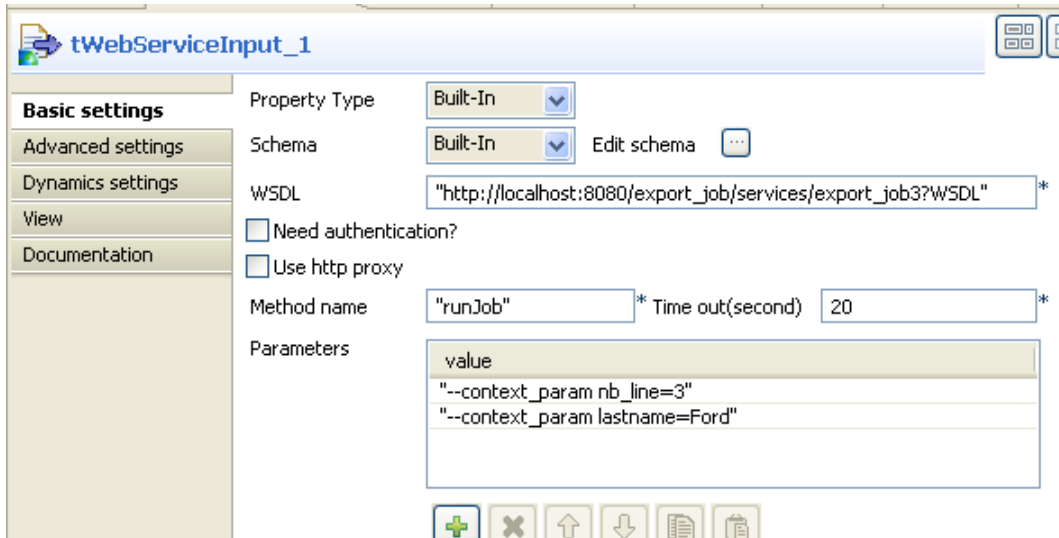 tWebServiceInput_1
Basic settings
Advanced settings
Dynamics settings
View
Documentation
Property Type Built-In
Schema Built-In Edit schema ...
WSDL "http://localhost:8080/export_job/services/export_job3?WSDL" *
Need authentication?
Use http proxy
Method name "runJob" * Time out(second) 20 *
Parameters
value
"--context_param nb_line=3"
"--context_param lastname=Ford"